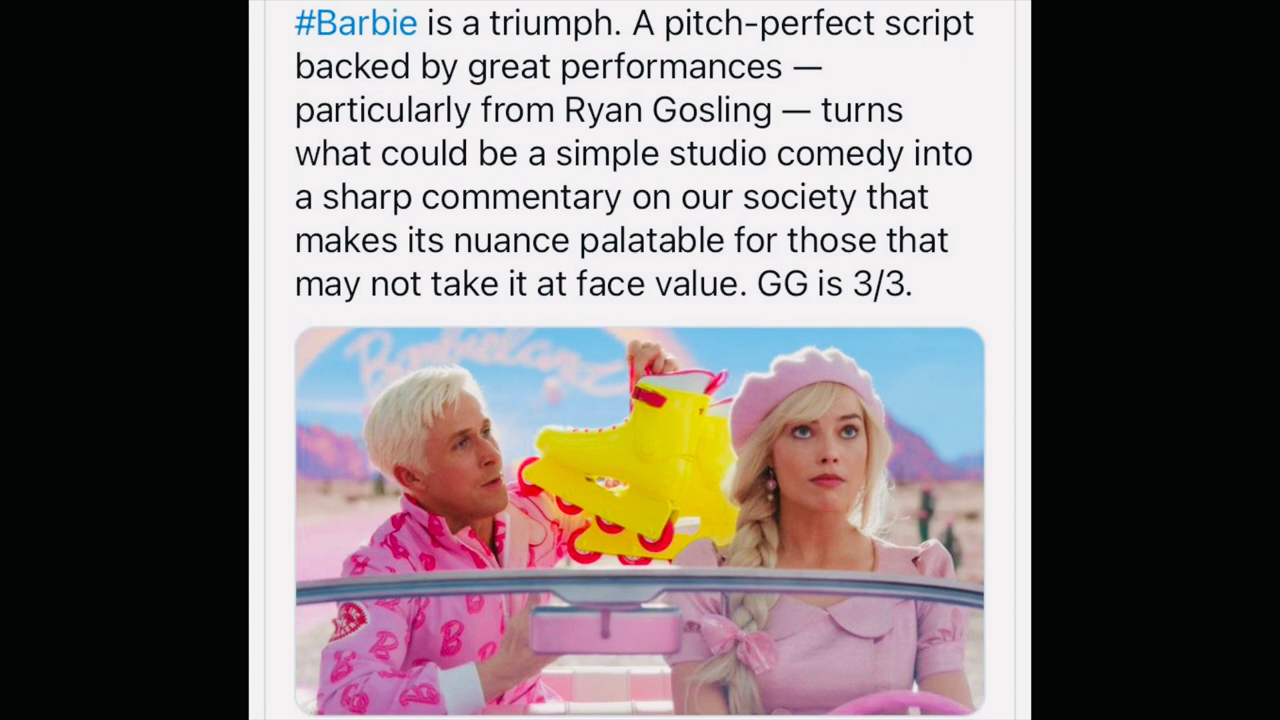 #Barbie is a triumph. A pitch-perfect script
backed by great performances —
particularly from Ryan Gosling — turns
what could be a simple studio comedy into
a sharp commentary on our society that
makes its nuance palatable for those that
may not take it at face value. GG is 3/3.
Barbieland
B
B